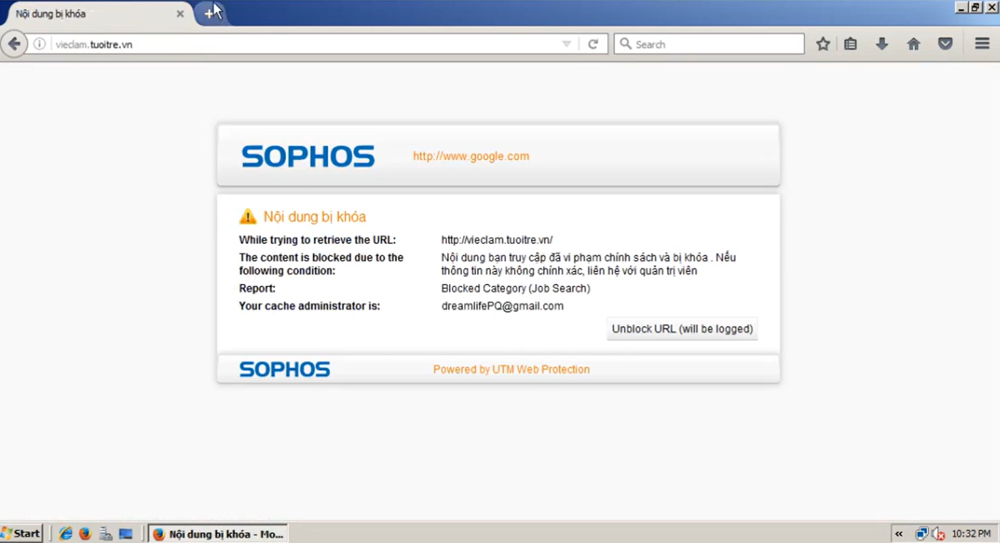 Nội dung bị khóa
vieclam.tuoitre.vn
Search
SOPHOS
http://www.google.com
Nội dung bị khóa
While trying to retrieve the URL: http://vieclam.tuoitre.vn/
The content is blocked due to the following condition: Nội dung bạn truy cập đã vi phạm chính sách và bị khóa . Nếu
thông tin này không chính xác, liên hệ với quản trị viên
Report: Blocked Category (Job Search)
Your cache administrator is: dreamlifePQ@gmail.com
Unblock URL (will be logged)
SOPHOS
Powered by UTM Web Protection
Start
Nội dung bị khóa - Mo...
10:32 PM